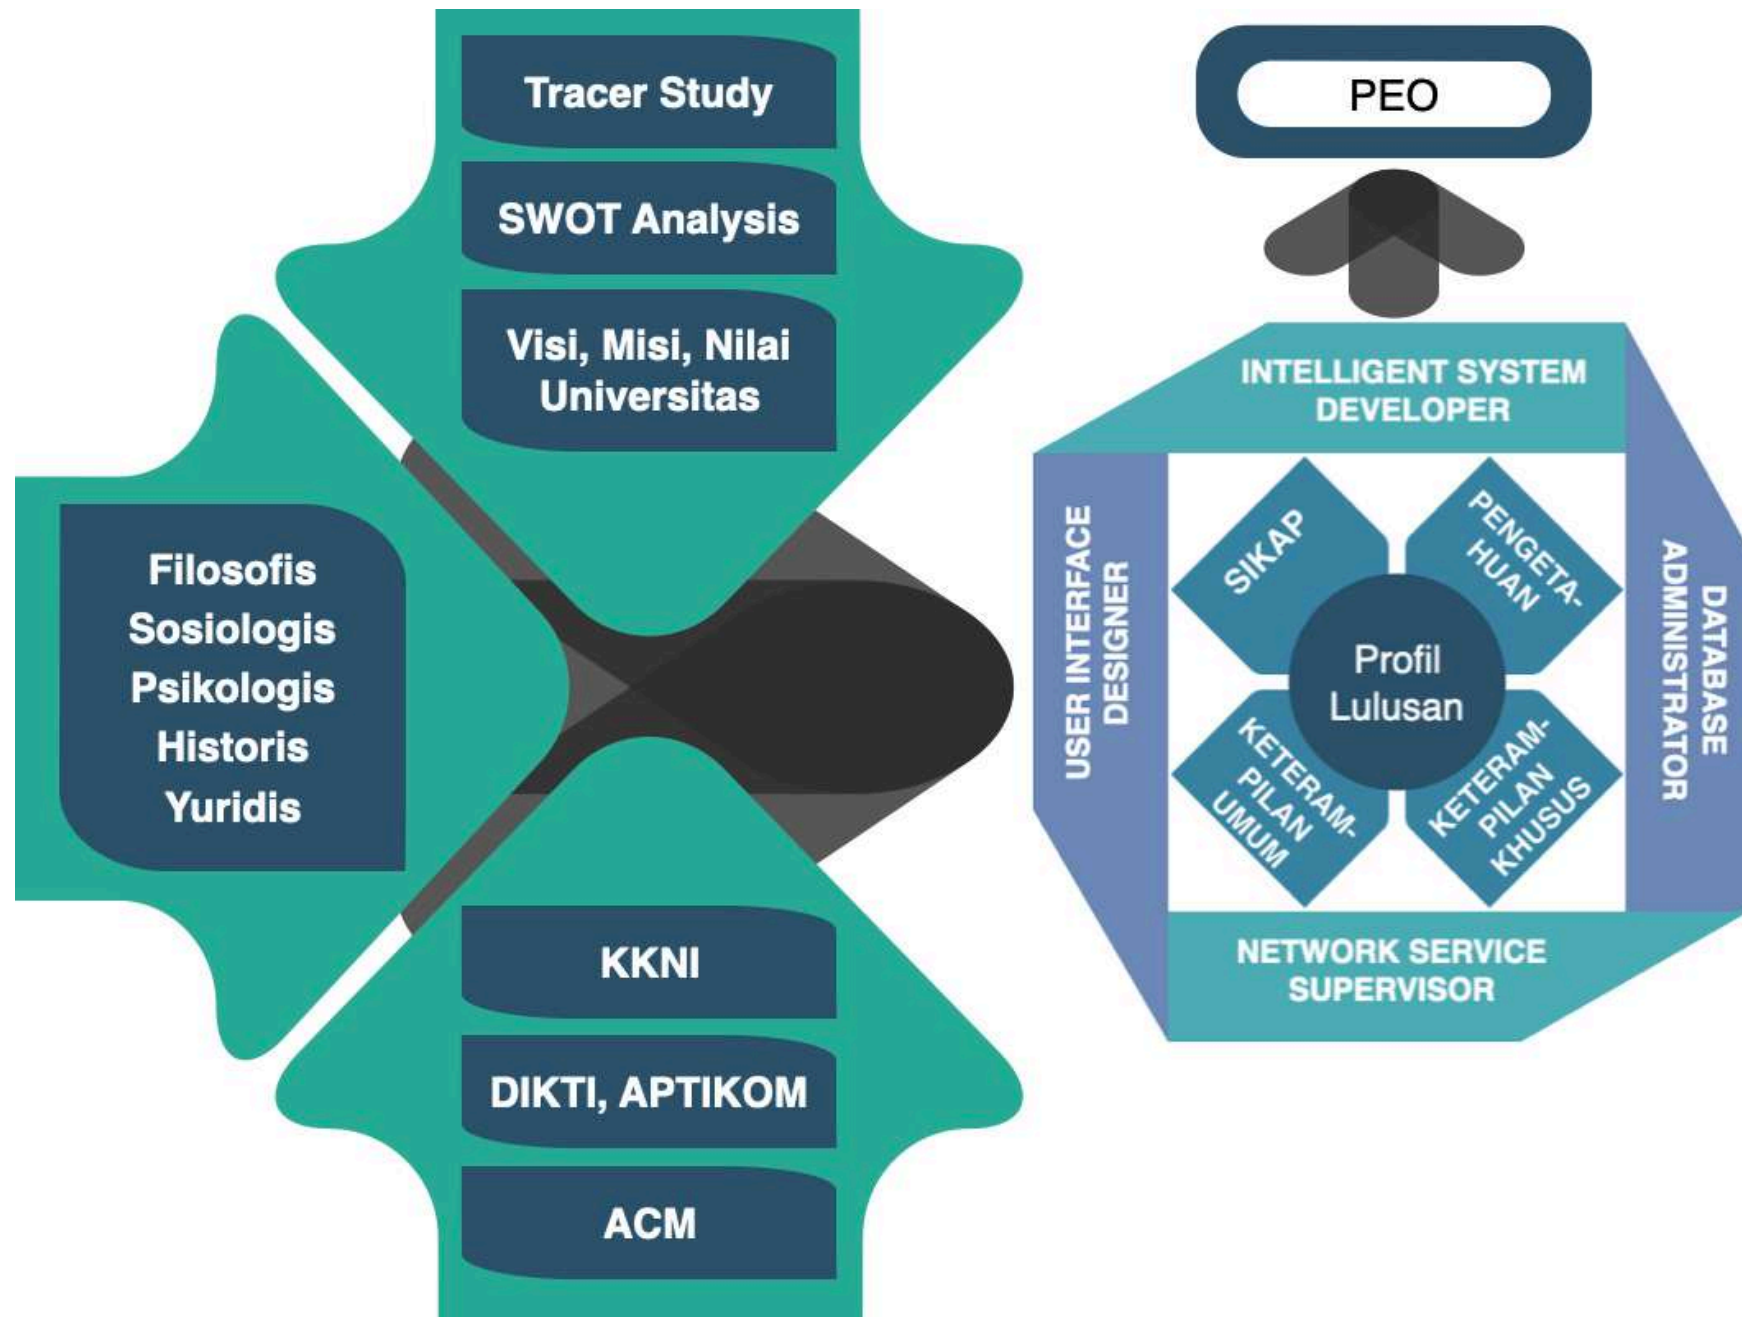 Tracer Study
SWOT Analysis
Visi, Misi, Nilai
Universitas
Filosofis
Sosiologis
Psikologis
Historis
Yuridis
KKNI
DIKTI, APTIKOM
ACM
PEO
INTELLIGENT SYSTEM
DEVELOPER
USER INTERFACE
DESIGNER
SIKAP
PENGETA-
HUAN
Profil
Lulusan
KETERAM-
PILAN
UMUM
KETERAM-
PILAN
KHUSUS
DATABASE
ADMINISTRATOR
NETWORK SERVICE
SUPERVISOR